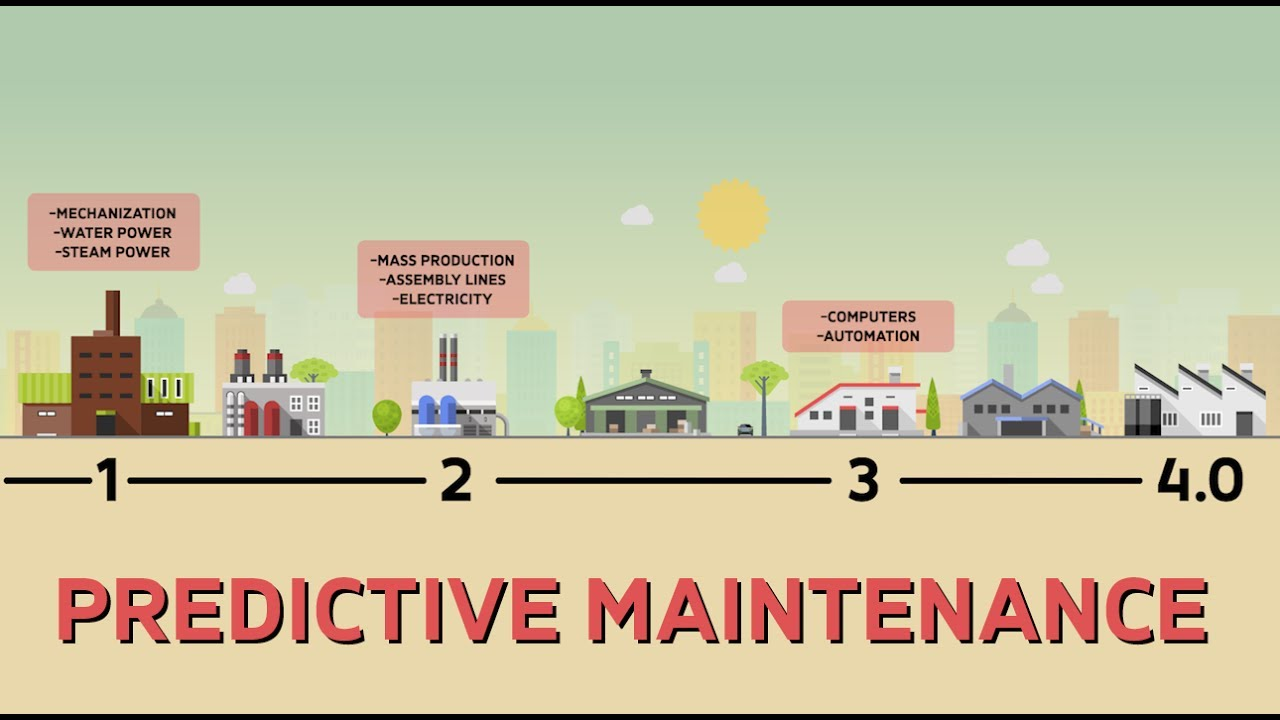 -MECHANIZATION
-WATER POWER
-STEAM POWER
-MASS PRODUCTION
-ASSEMBLY LINES
-ELECTRICITY
-COMPUTERS
-AUTOMATION
1 2 3 4.0
PREDICTIVE MAINTENANCE